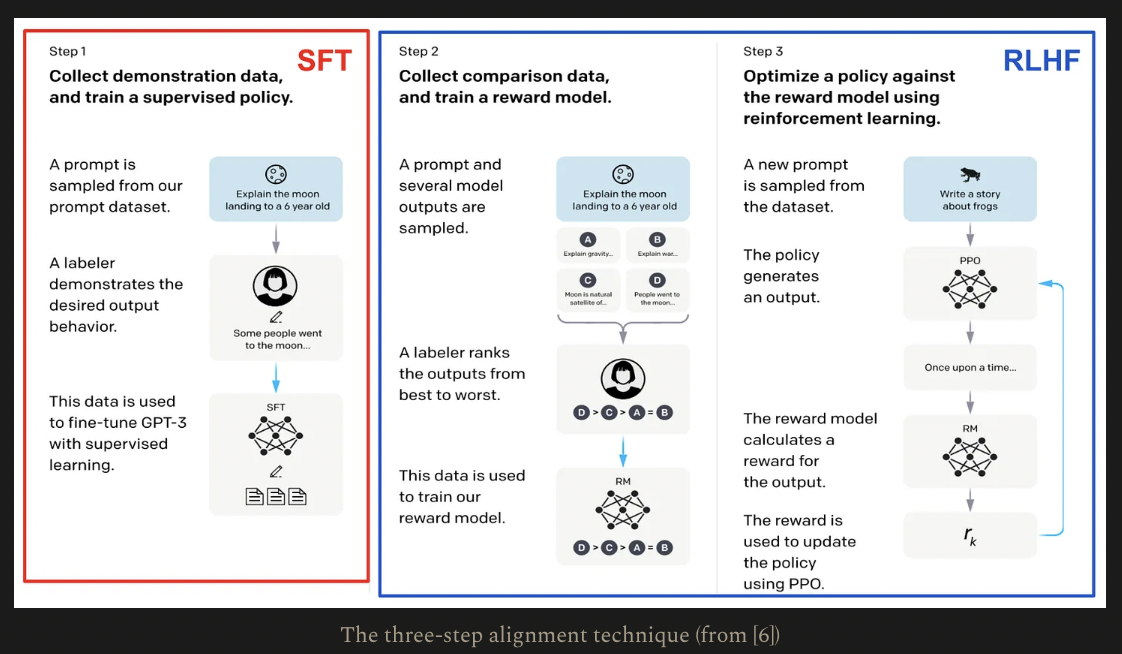 Step 1
SFT
Collect demonstration data,
and train a supervised policy.
A prompt is
sampled from our
prompt dataset.
Explain the moon
landing to a 6 year old
A labeler
demonstrates the
desired output
behavior.
Some people went
to the moon...
This data is used
to fine-tune GPT-3
with supervised
learning.
SFT
Step 2
Collect comparison data,
and train a reward model.
A prompt and
several model
outputs are
sampled.
Explain the moon
landing to a 6 year old
A
Explain gravity...
B
Explain war...
C
Moon is natural
satellite of...
D
People went to
the moon...
A labeler ranks
the outputs from
best to worst.
D > C > A = B
This data is used
to train our
reward model.
RM
D > C > A = B
Step 3
RLHF
Optimize a policy against
the reward model using
reinforcement learning.
A new prompt
is sampled from
the dataset.
Write a story
about frogs
The policy
generates
an output.
PPO
Once upon a time...
The reward model
calculates a
reward for
the output.
RM
The reward is
used to update
the policy
using PPO.
rk
The three-step alignment technique (from [6])